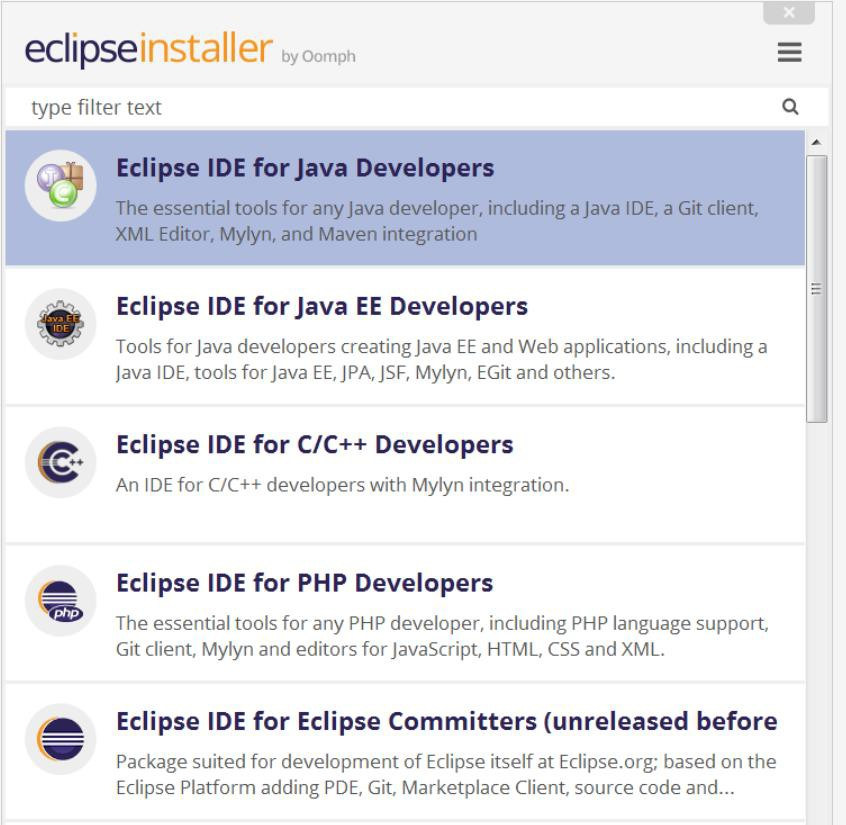 eclipseinstaller by Oomph
type filter text
Eclipse IDE for Java Developers
The essential tools for any Java developer, including a Java IDE, a Git client,
XML Editor, Mylyn, and Maven integration
Java EE
IDE
Eclipse IDE for Java EE Developers
Tools for Java developers creating Java EE and Web applications, including a
Java IDE, tools for Java EE, JPA, JSF, Mylyn, EGit and others.
C++
Eclipse IDE for C/C++ Developers
An IDE for C/C++ developers with Mylyn integration.
php
Eclipse IDE for PHP Developers
The essential tools for any PHP developer, including PHP language support,
Git client, Mylyn and editors for JavaScript, HTML, CSS and XML.
Eclipse IDE for Eclipse Committers (unreleased before
Package suited for development of Eclipse itself at Eclipse.org; based on the
Eclipse Platform adding PDE, Git, Marketplace Client, source code and...